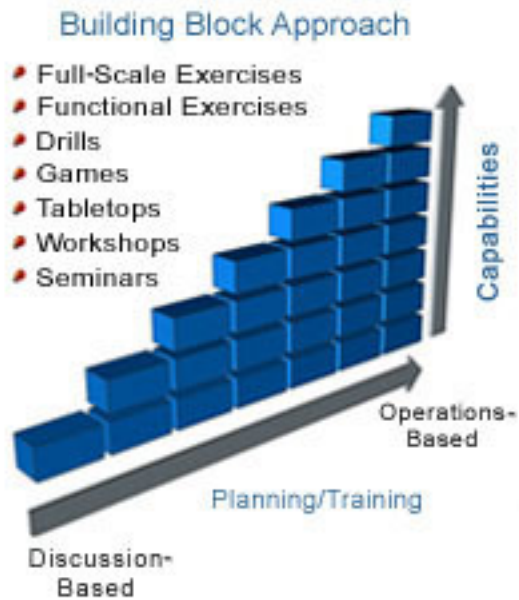 Building Block Approach
Full-Scale Exercises
Functional Exercises
Drills
Games
Tabletops
Workshops
Seminars
Capabilities
Operations-
Based
Planning/Training
Discussion-
Based